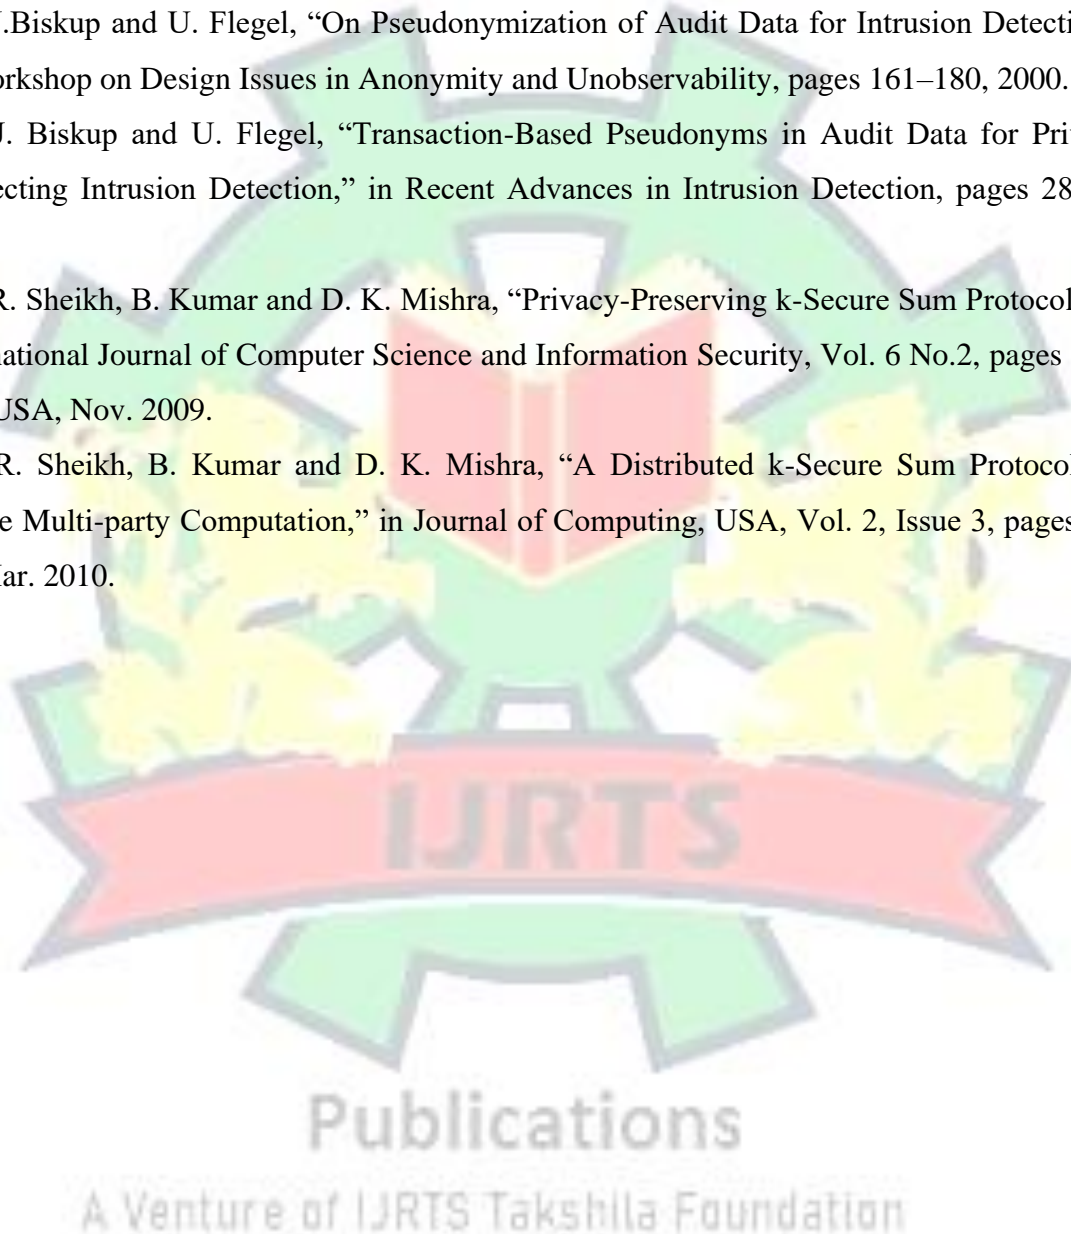 J.Biskup and U. Flegel, “On Pseudonymization of Audit Data for Intrusion Detecti
orkshop on Design Issues in Anonymity and Unobservability, pages 161–180, 2000.
J. Biskup and U. Flegel, “Transaction-Based Pseudonyms in Audit Data for Pri
ecting Intrusion Detection,” in Recent Advances in Intrusion Detection, pages 28
R. Sheikh, B. Kumar and D. K. Mishra, “Privacy-Preserving k-Secure Sum Protocol
national Journal of Computer Science and Information Security, Vol. 6 No.2, pages
USA, Nov. 2009.
R. Sheikh, B. Kumar and D. K. Mishra, “A Distributed k-Secure Sum Protocol
e Multi-party Computation,” in Journal of Computing, USA, Vol. 2, Issue 3, pages
ar. 2010.
IJRTS
Publications
A Venture of IJRTS Takshila Foundation